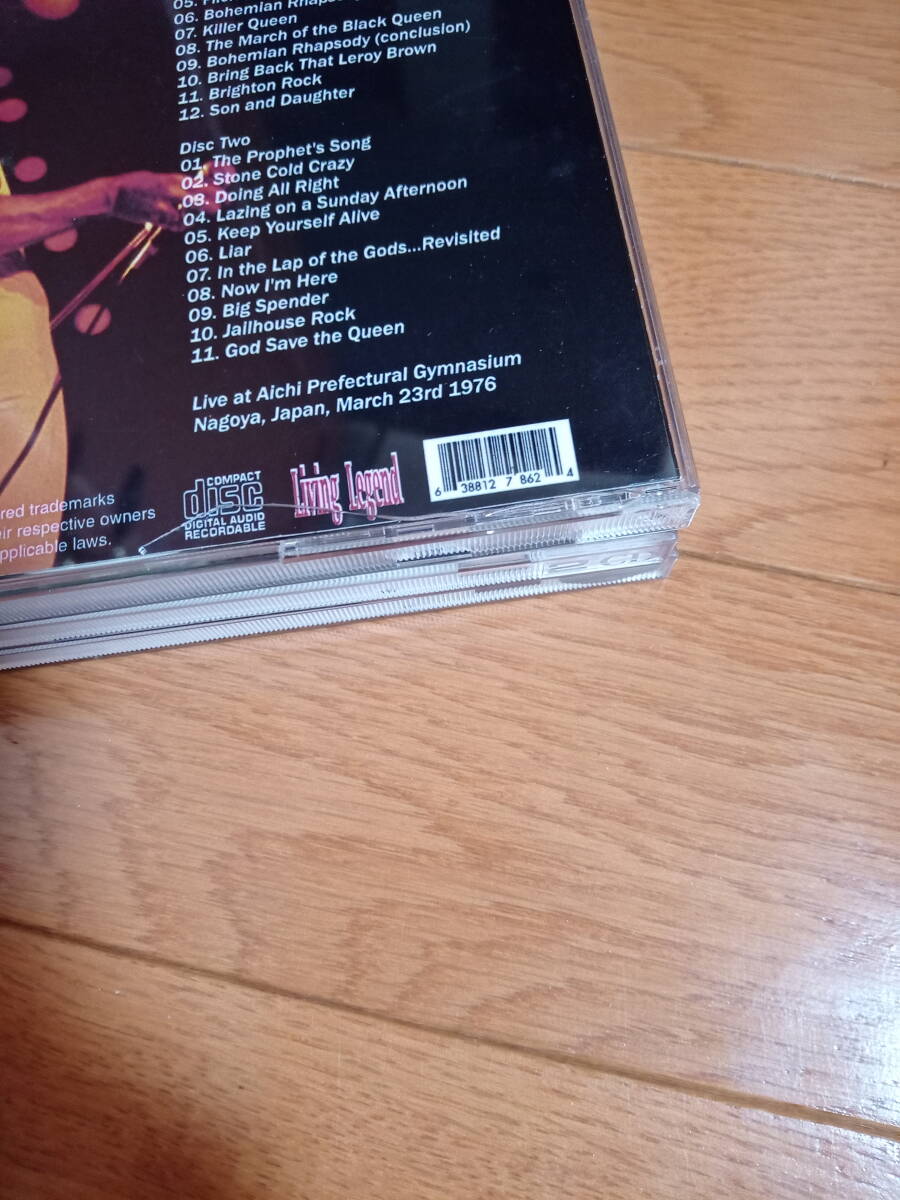 05.
06. Bohemian Rhapsody
07. Killer Queen
08. The March of the Black Queen
09. Bohemian Rhapsody (conclusion)
10. Bring Back That Leroy Brown
11. Brighton Rock
12. Son and Daughter
Disc Two
01. The Prophet's Song
02. Stone Cold Crazy
03. Doing All Right
04. Lazing on a Sunday Afternoon
05. Keep Yourself Alive
06. Liar
07. In the Lap of the Gods...Revisited
08. Now I'm Here
09. Big Spender
10. Jailhouse Rock
11. God Save the Queen
Live at Aichi Prefectural Gymnasium
Nagoya, Japan, March 23rd 1976
red trademarks
eir respective owners
pplicable laws.
COMPACT
disc
DIGITAL AUDIO
RECORDABLE
Living Legend
6 38812 7 862 4